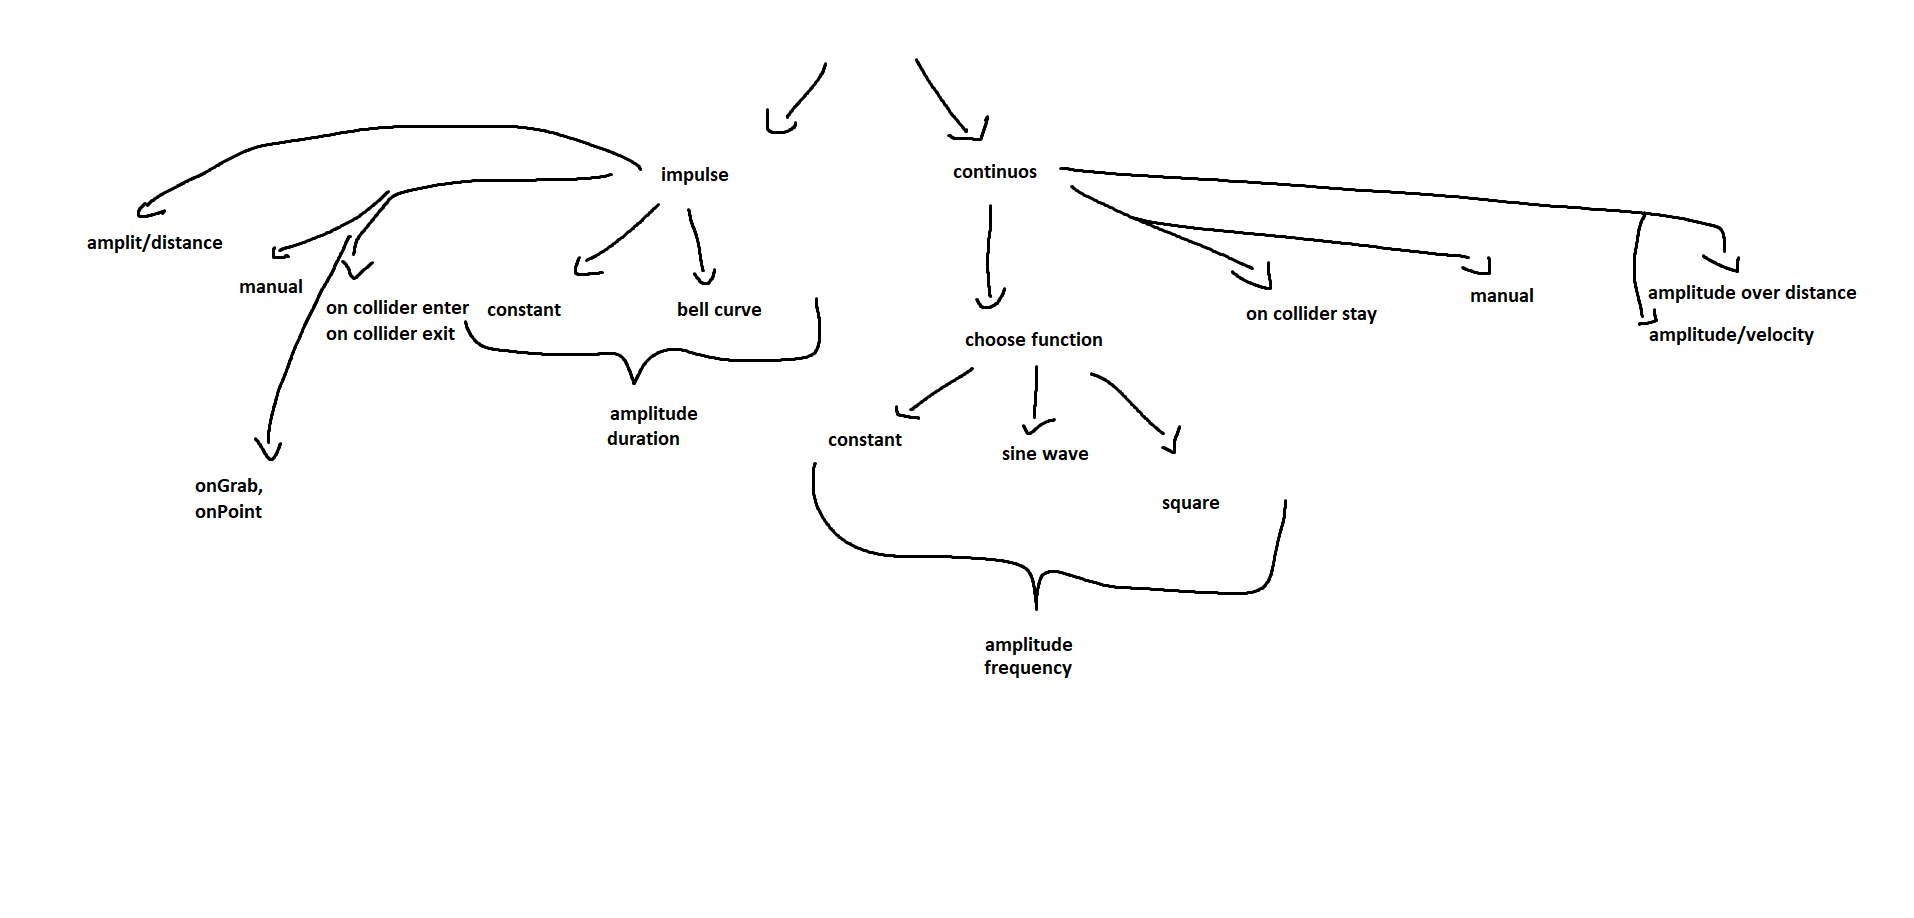 impulse
continuos
amplit/distance
manual
on collider enter
on collider exit
constant
bell curve
amplitude
duration
onGrab,
onPoint
choose function
constant
sine wave
square
amplitude
frequency
on collider stay
manual
amplitude over distance
amplitude/velocity